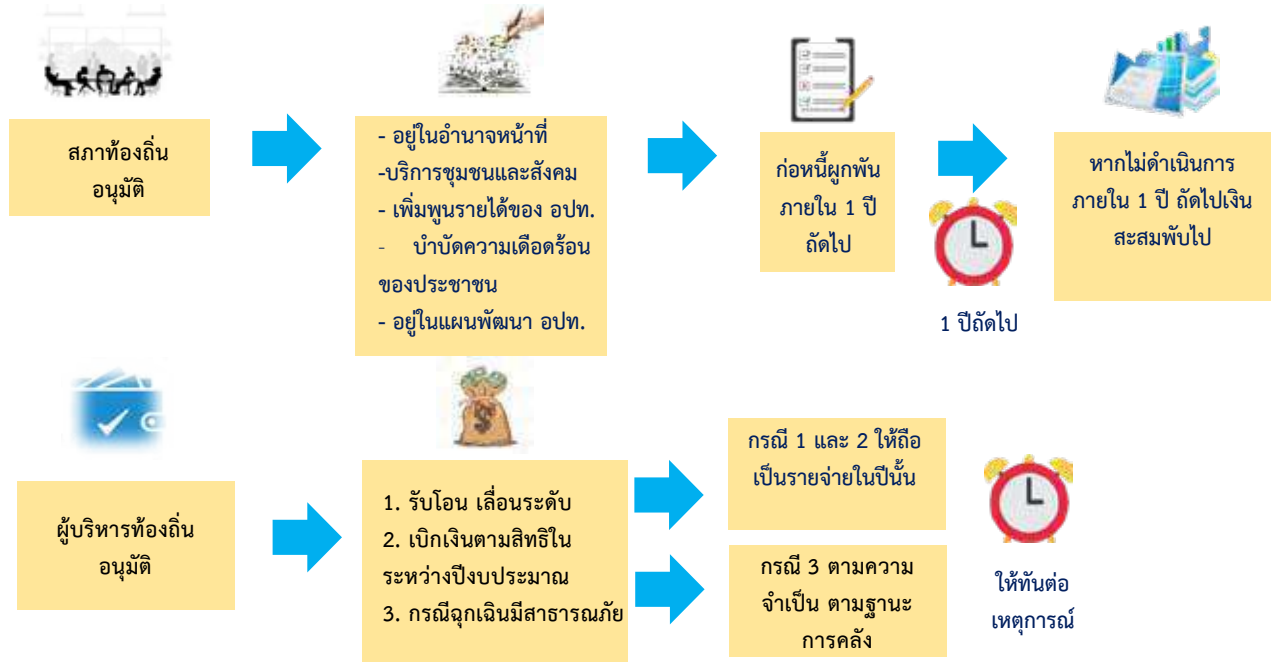 สภาท้องถิ่น
อนุมัติ
- อยู่ในอำนาจหน้าที่
-บริการชุมชนและสังคม
- เพิ่มพูนรายได้ของ อปท.
- บำบัดความเดือดร้อน
ของประชาชน
- อยู่ในแผนพัฒนา อปท.
ก่อหนี้ผูกพัน
ภายใน 1 ปี
ถัดไป
1 ปีถัดไป
หากไม่ดำเนินการ
ภายใน 1 ปี ถัดไปเงิน
สะสมพับไป
ผู้บริหารท้องถิ่น
อนุมัติ
1. รับโอน เลื่อนระดับ
2. เบิกเงินตามสิทธิใน
ระหว่างปีงบประมาณ
3. กรณีฉุกเฉินมีสาธารณภัย
กรณี 1 และ 2 ให้ถือ
เป็นรายจ่ายในปีนั้น
กรณี 3 ตามความ
จำเป็น ตามฐานะ
การคลัง
ให้ทันต่อ
เหตุการณ์